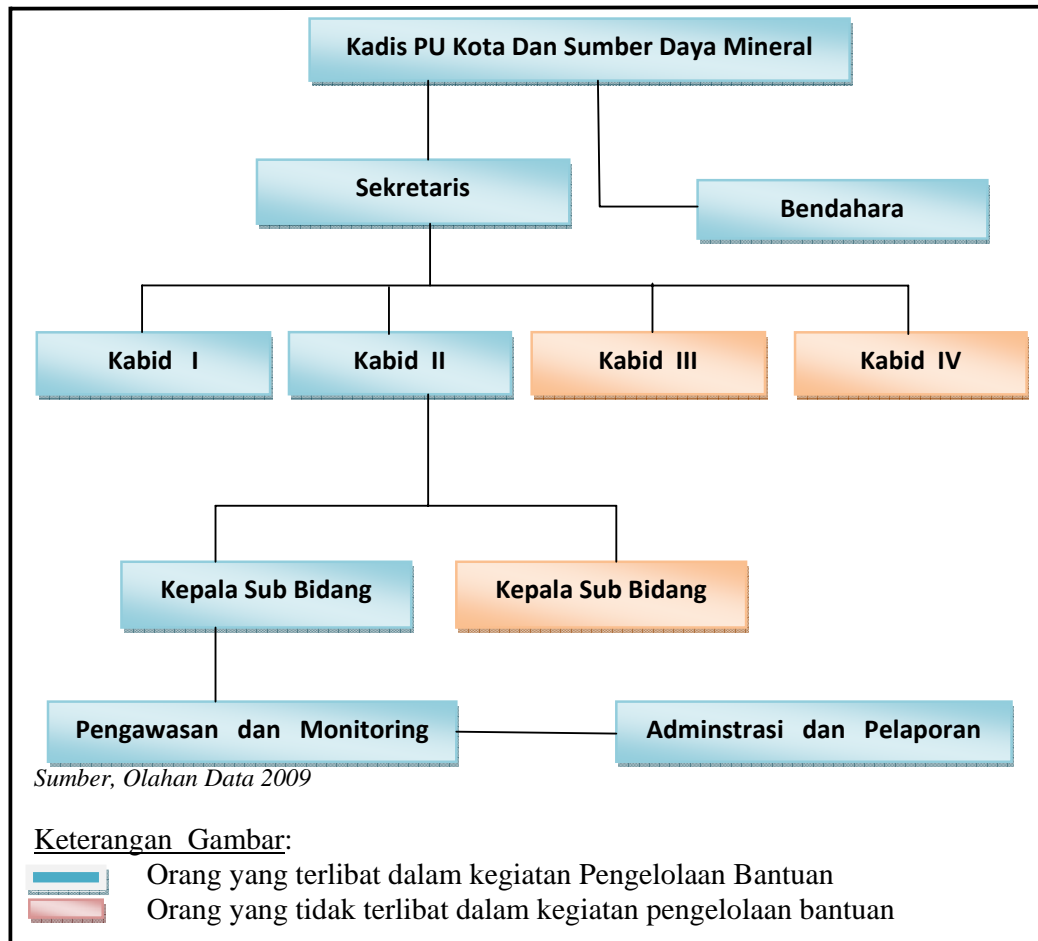 Kadis PU Kota Dan Sumber Daya Mineral
Sekretaris
Bendahara
Kabid I
Kabid II
Kabid III
Kabid IV
Kepala Sub Bidang
Kepala Sub Bidang
Pengawasan dan Monitoring
Adminstrasi dan Pelaporan
Sumber, Olahan Data 2009
Keterangan Gambar:
Orang yang terlibat dalam kegiatan Pengelolaan Bantuan
Orang yang tidak terlibat dalam kegiatan pengelolaan bantuan